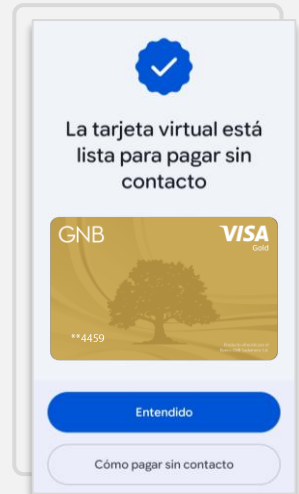 La tarjeta virtual está
lista para pagar sin
contacto
GNB
VISA
Gold
**4459
Entendido
Cómo pagar sin contacto